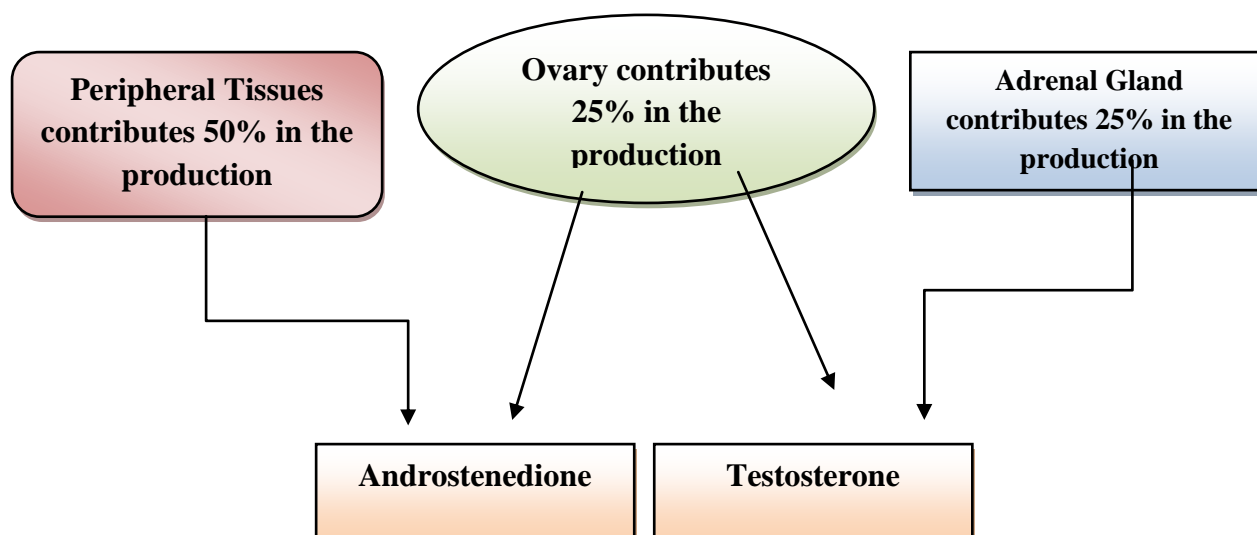 Peripheral Tissues
contributes 50% in the
production
Ovary contributes
25% in the
production
Adrenal Gland
contributes 25% in the
production
Androstenedione
Testosterone